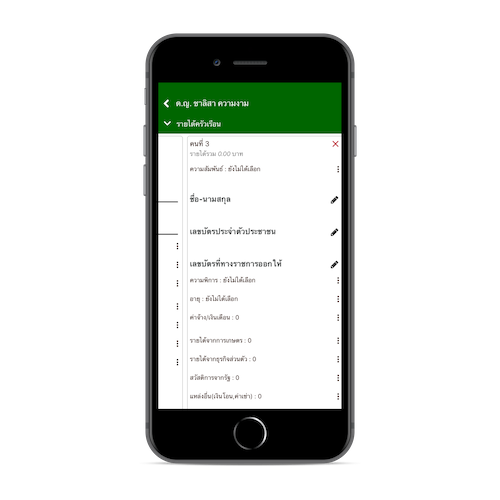 ด.ญ. ชาลิสา ความงาม
รายได้ครัวเรือน
คนที่ 3
รายได้รวม 0.00 บาท
ความสัมพันธ์ : ยังไม่ได้เลือก
ชื่อ-นามสกุล
เลขบัตรประจำตัวประชาชน
เลขบัตรที่ทางราชการออกให้
ความพิการ : ยังไม่ได้เลือก
อายุ : ยังไม่ได้เลือก
ค่าจ้าง/เงินเดือน : 0
รายได้จากการเกษตร : 0
รายได้จากธุรกิจส่วนตัว : 0
สวัสดิการจากรัฐ : 0
แหล่งอื่น(เงินโอน,ค่าเช่า) : 0